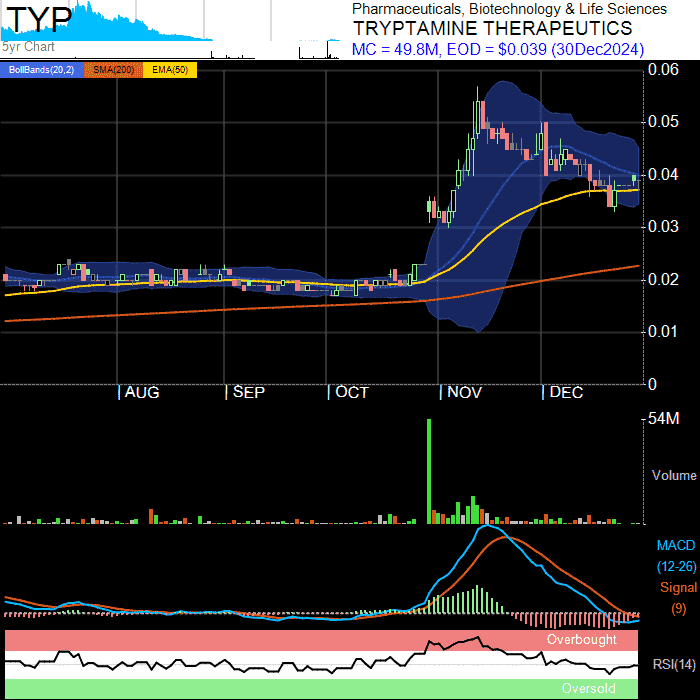 TYP
5yr Chart
Pharmaceuticals, Biotechnology & Life Sciences
TRYPTAMINE THERAPEUTICS
MC = 49.8M, EOD = $0.039 (30Dec2024)
BollBands(20,2) SMA(200) EMA(50)
0.06
0.05
0.04
0.03
0.02
0.01
0
AUG SEP OCT NOV DEC
54M
Volume
MACD
(12-26)
Signal
(9)
Overbought
RSI(14)
Oversold